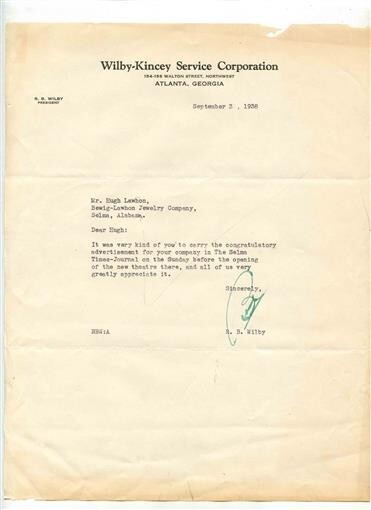 Wilby-Kincey Service Corporation
154-156 WALTON STREET, NORTHWEST
ATLANTA, GEORGIA
R. B. WILBY
PRESIDENT
September 3, 1938
Mr. Hugh Lawhon,
Bewig-Lawhon Jewelry Company,
Selma, Alabama.
Dear Hugh:
It was very kind of you to carry the congratulatory
advertisement for your company in The Selma
Times-Journal on the Sunday before the opening
of the new theatre there, and all of us very
greatly appreciate it.
Sincerely,
R. B. Wilby